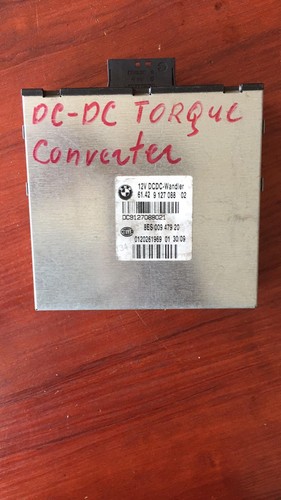 DC-DC TORQUE
Converter
12V DCDC-Wandler
61.42 9 127 088 02
DC9127088021
8ES 009 479 20
0120261969 01 30:09